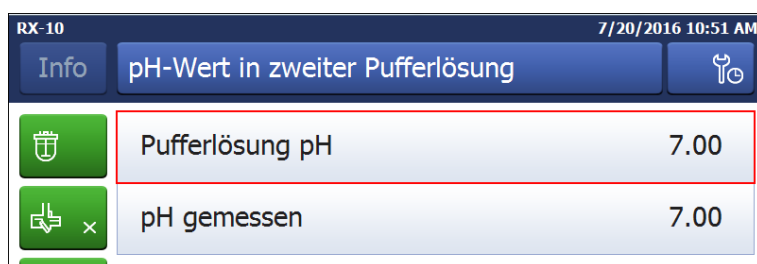 RX-10 7/20/2016 10:51 AM
Info pH-Wert in zweiter Pufferlösung
Pufferlösung pH 7.00
× pH gemessen 7.00